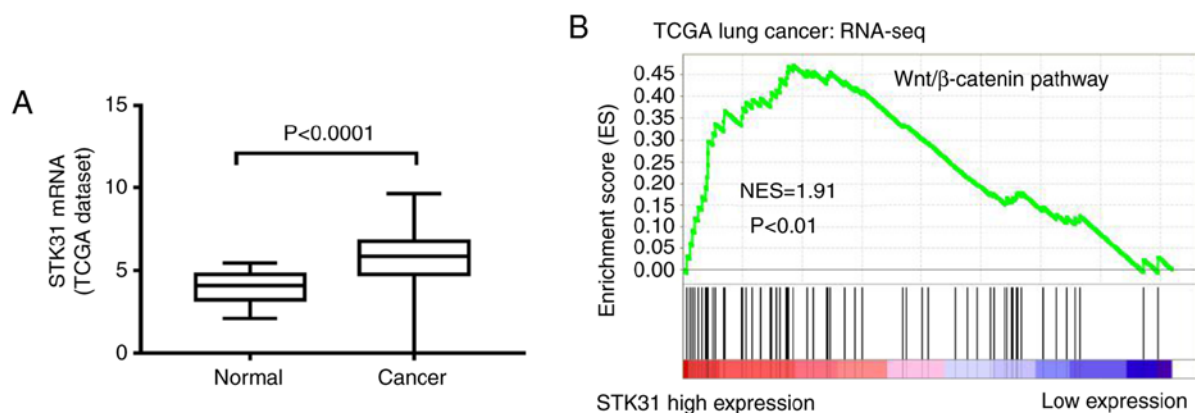 A
STK31 mRNA
(TCGA dataset)
15
10
5
0
P<0.0001
Normal
Cancer
B
TCGA lung cancer: RNA-seq
Enrichment score (ES)
0.45
0.40
0.35
0.30
0.25
0.20
0.15
0.10
0.05
0.00
Wnt/β-catenin pathway
NES=1.91
P<0.01
STK31 high expression
Low expression